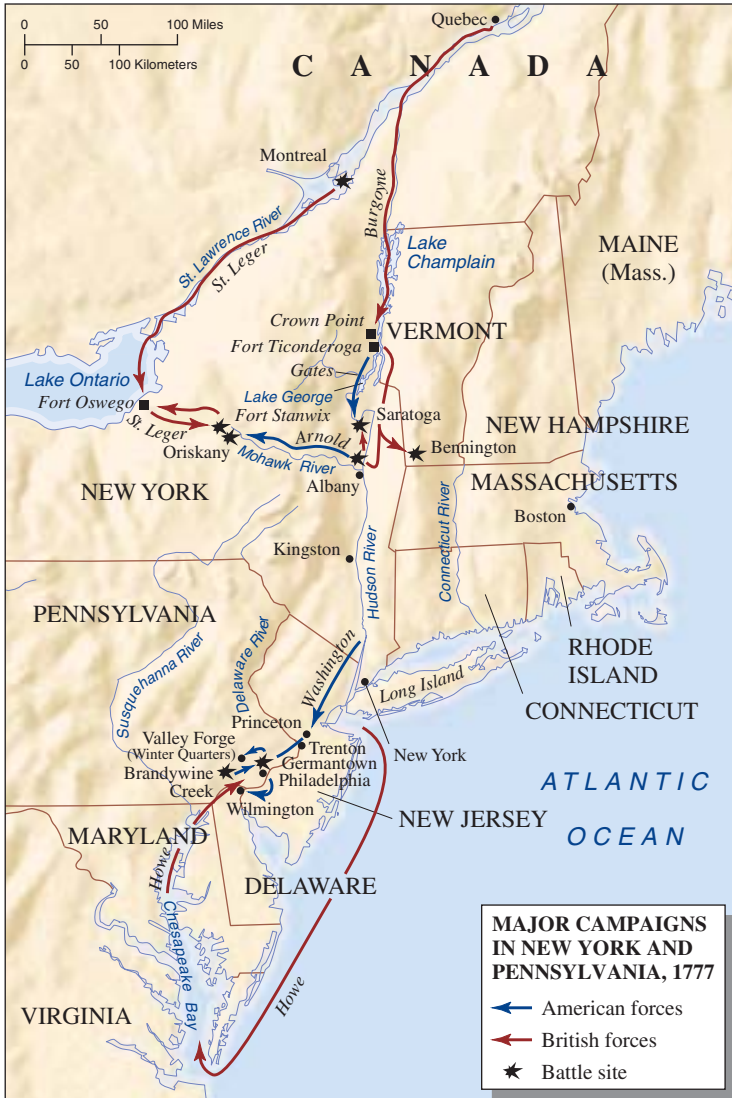 0 50 100 Miles
0 50 100 Kilometers
Quebec
C A N A D A
Montreal
St. Lawrence River
St. Leger
Burgoyne
Lake
Champlain
MAINE
(Mass.)
Crown Point
VERMONT
Fort Ticonderoga
Gates
Lake Ontario
Lake George
Fort Oswego
Fort Stanwix
Saratoga
St. Leger
Arnold
NEW HAMPSHIRE
Oriskany
Bennington
Mohawk River
Albany
NEW YORK
MASSACHUSETTS
Boston
Connecticut River
Kingston
Hudson River
PENNSYLVANIA
Susquehanna River
Delaware River
Washington
Long Island
RHODE
ISLAND
CONNECTICUT
Princeton
Valley Forge
(Winter Quarters)
Trenton
New York
Germantown
Brandywine
Creek
Philadelphia
Wilmington
NEW JERSEY
ATLANTIC
OCEAN
MARYLAND
Howe
DELAWARE
Chesapeake Bay
Howe
VIRGINIA
MAJOR CAMPAIGNS
IN NEW YORK AND
PENNSYLVANIA, 1777
American forces
British forces
Battle site